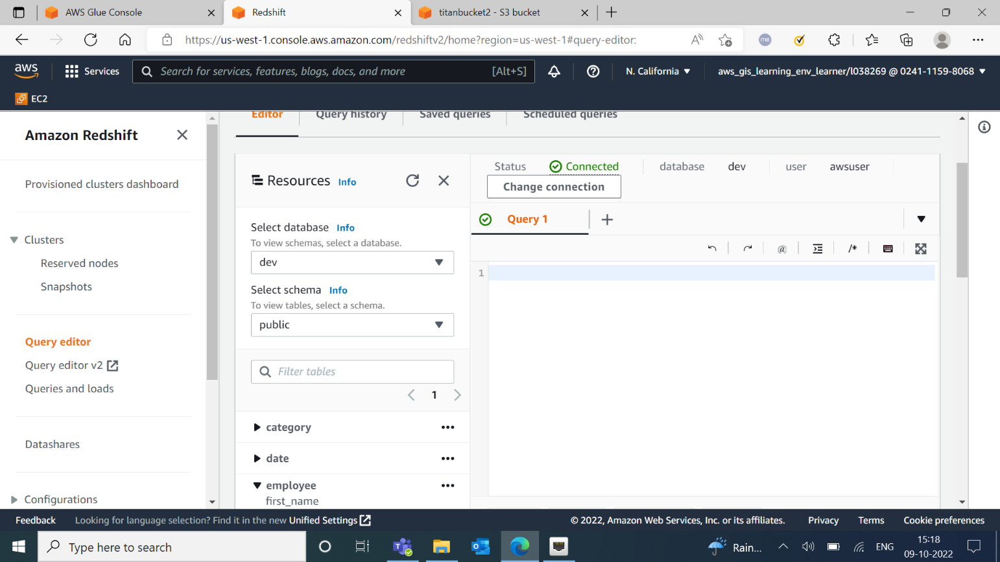 AWS Glue Console
Redshift
titanbucket2 - S3 bucket
https://us-west-1.console.aws.amazon.com/redshiftv2/home?region=us-west-1#query-editor:
aws
Services
Search for services, features, blogs, docs, and more
[Alt+S]
N. California
aws_gis_learning_env_learner/l038269 @ 0241-1159-8068
EC2
Amazon Redshift
Provisioned clusters dashboard
Clusters
Reserved nodes
Snapshots
Query editor
Query editor v2
Queries and loads
Datashares
Configurations
Editor
Query history
Saved queries
Scheduled queries
Resources Info
Select database Info
To view schemas, select a database.
dev
Select schema Info
To view tables, select a schema.
public
Filter tables
1
category
date
employee
first_name
Status
Connected
database
dev
user
awsuser
Change connection
Query 1
@
/*
1
Feedback
Looking for language selection? Find it in the new Unified Settings
© 2022, Amazon Web Services, Inc. or its affiliates.
Privacy
Terms
Cookie preferences
Type here to search
Rain...
ENG
15:18
09-10-2022